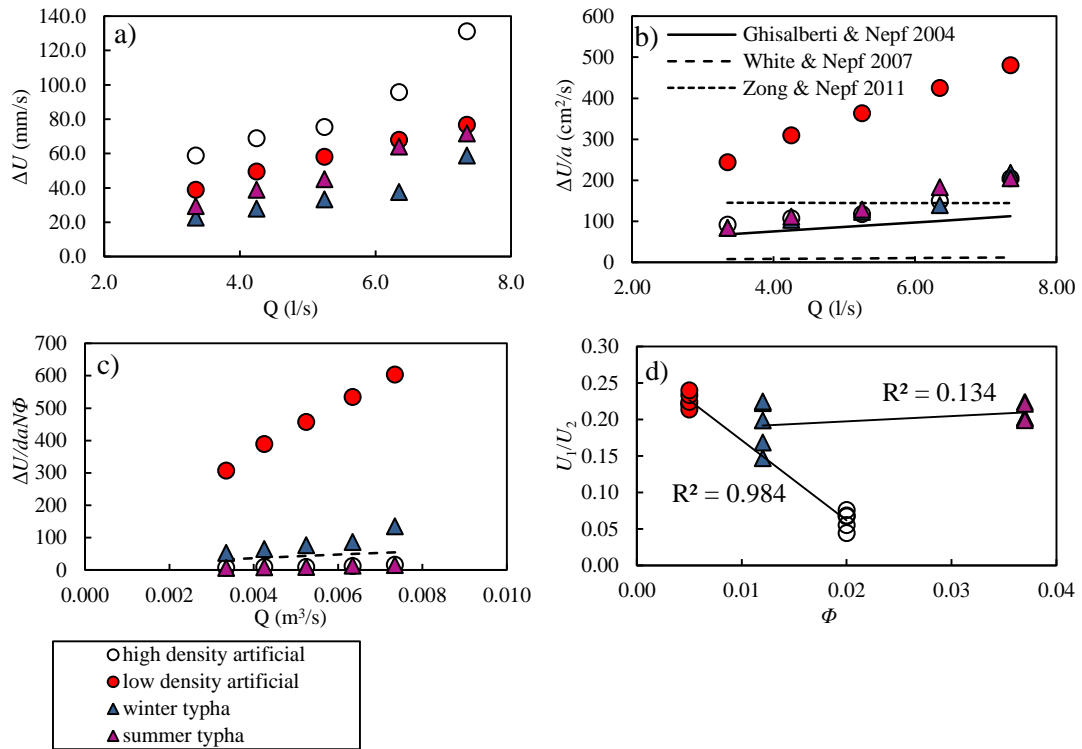 a)
140.0
120.0
100.0
80.0
60.0
40.0
20.0
0.0
ΔU (mm/s)
2.0 4.0 6.0 8.0
Q (l/s)
b)
600
500
400
300
200
100
0
ΔU/a (cm²/s)
Ghisalberti & Nepf 2004
White & Nepf 2007
Zong & Nepf 2011
2.00 4.00 6.00 8.00
Q (l/s)
c)
700
600
500
400
300
200
100
0
ΔU/daNΦ
0.000 0.004 0.006 0.008 0.010
Q (m³/s)
d)
0.30
0.25
0.20
0.15
0.10
0.05
0.00
U₁/U₂
R² = 0.134
R² = 0.984
0.00 0.01 0.02 0.03 0.04
Φ
high density artificial
low density artificial
winter typha
summer typha